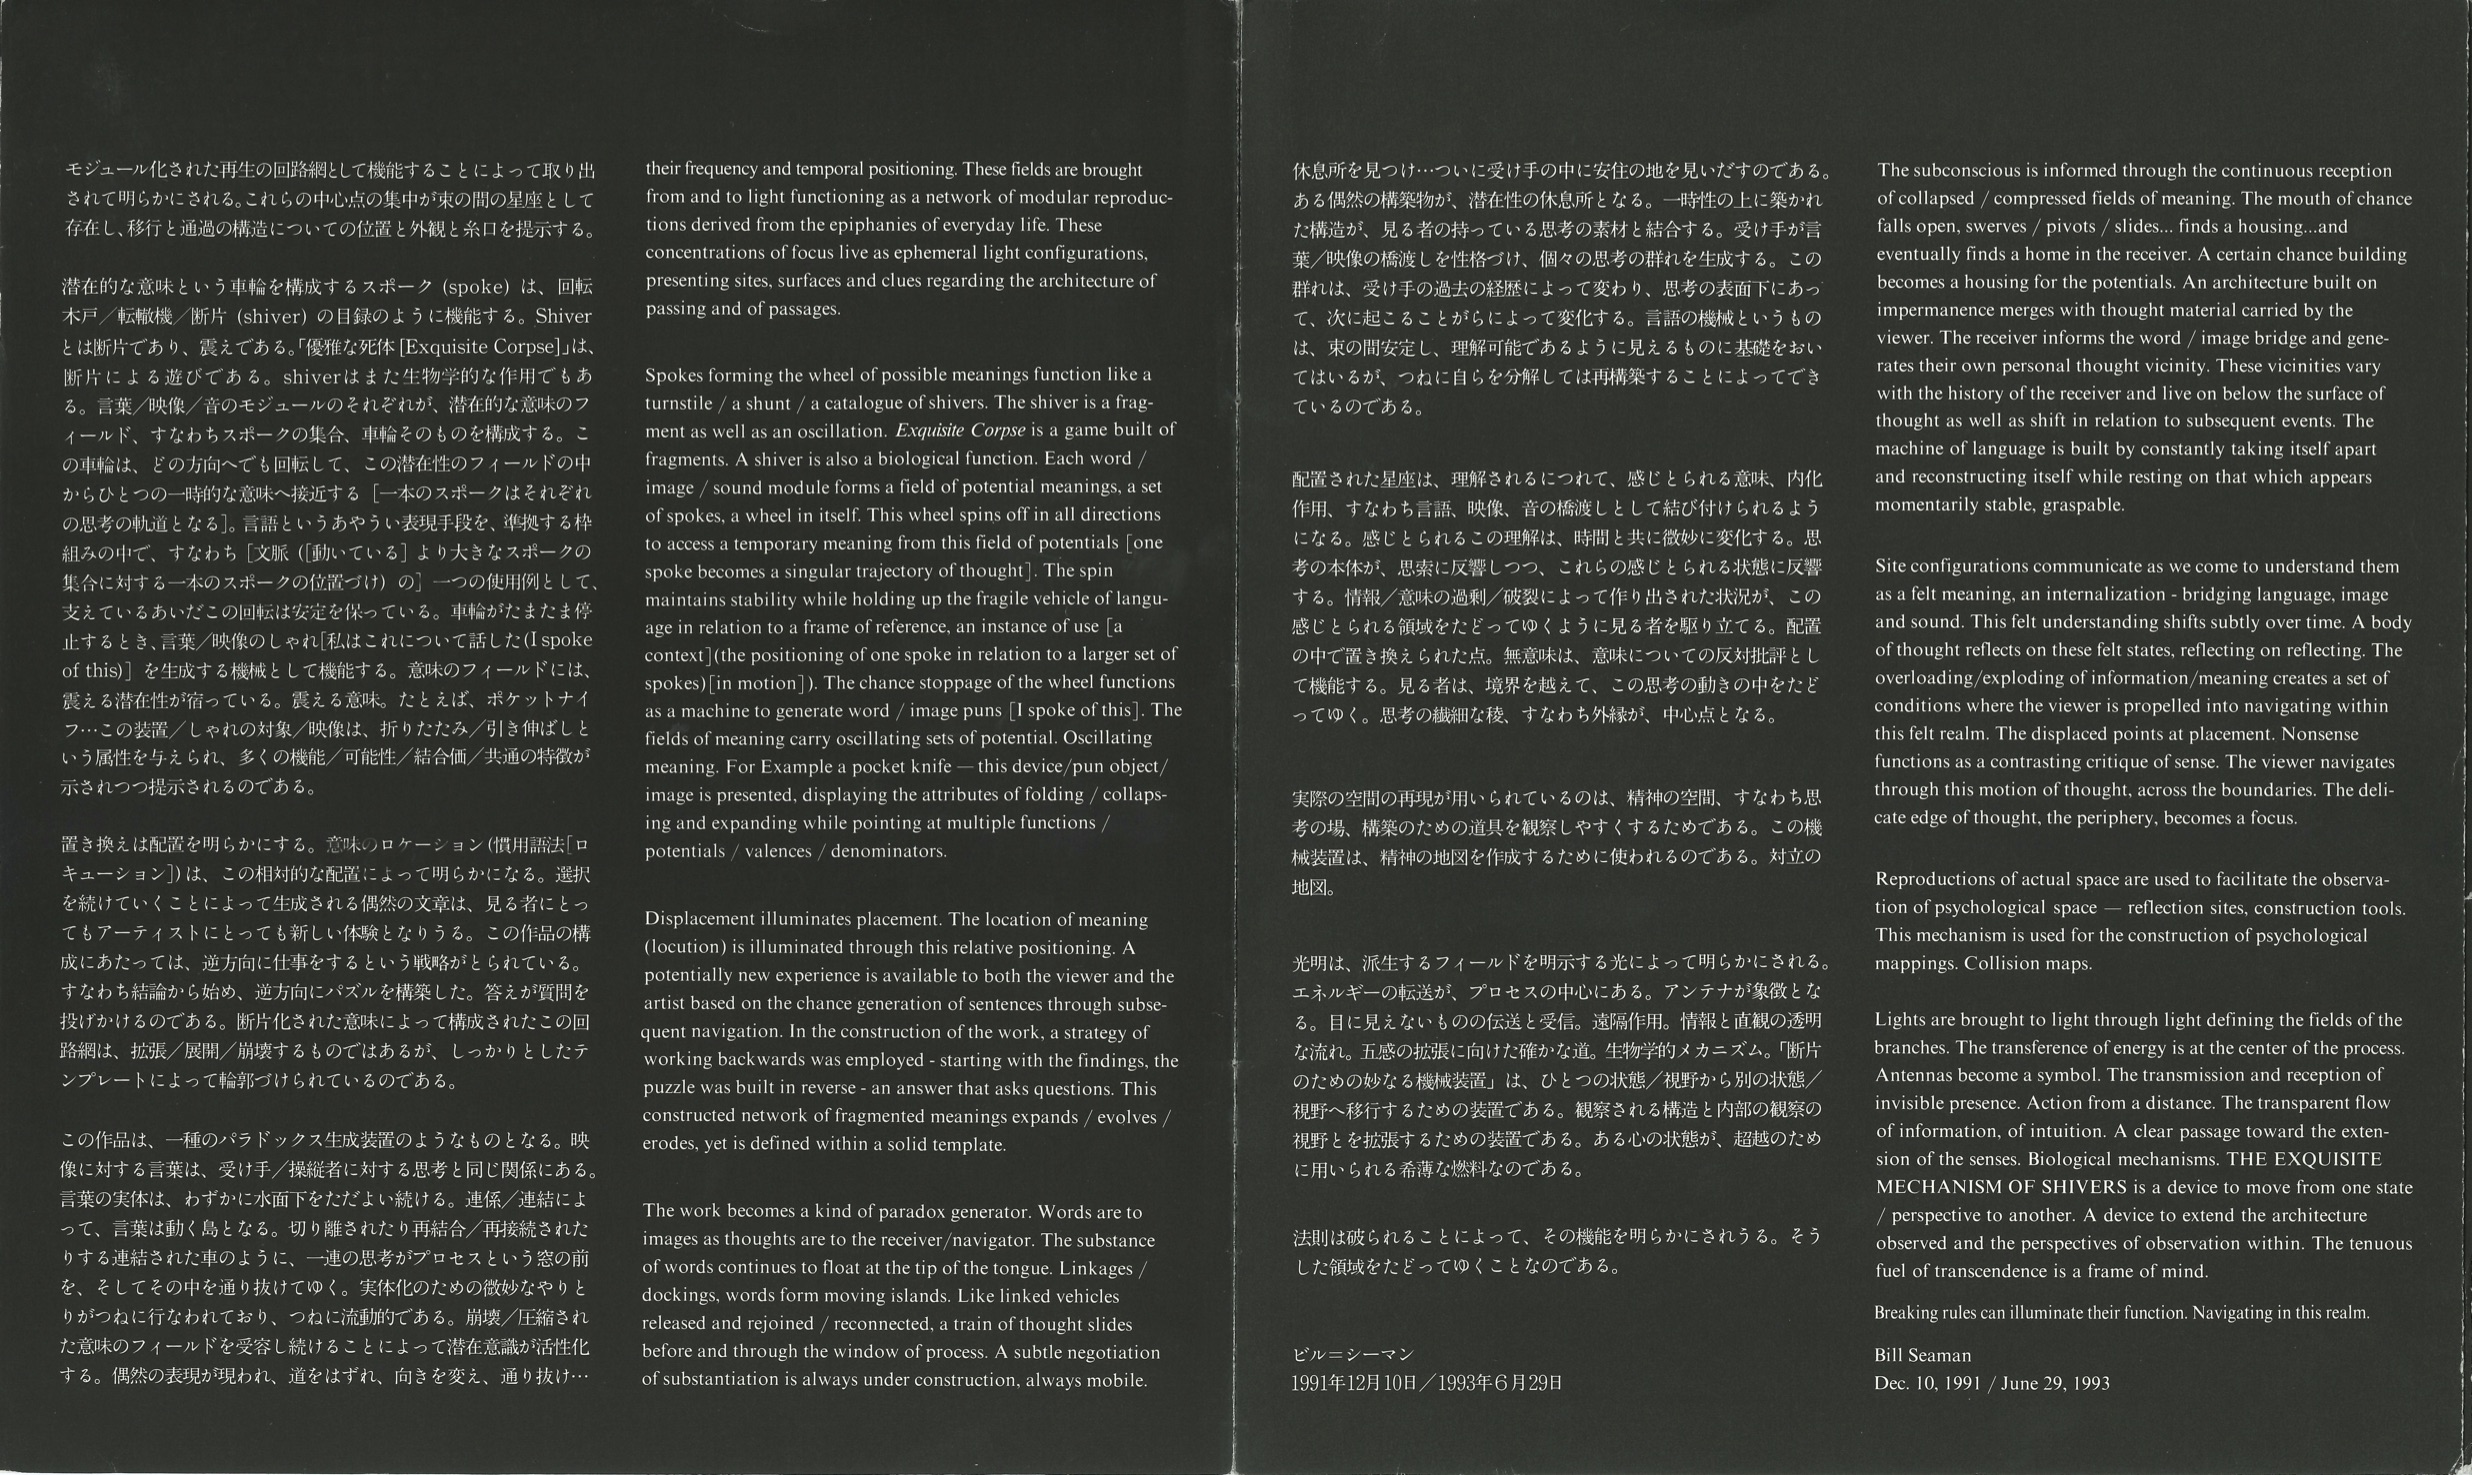 モジュール化された再生の回路網として機能することによって取り出
されて明らかにされる。これらの中心点の集中が束の間の星座として
存在し、移行と通過の構造についての位置と外観と糸口を提示する。
潜在的な意味という車輪を構成するスポーク (spoke) は、回転
木戸／転轍機／断片 (shiver) の目録のように機能する。Shiver
とは断片であり、震えである。「優雅な死体 [Exquisite Corpse]」は、
断片による遊びである。shiverはまた生物学的な作用でもあ
る。言葉／映像／音のモジュールのそれぞれが、潜在的な意味のフ
ィールド、すなわちスポークの集合、車輪そのものを構成する。こ
の車輪は、どの方向へでも回転して、この潜在性のフィールドの中
からひとつの一時的な意味へ接近する［一本のスポークはそれぞれ
の思考の軌道となる］。言語というあやうい表現手段を、準拠する枠
組みの中で、すなわち［文脈（［動いている］より大きなスポークの
集合に対する一本のスポークの位置づけ）の］一つの使用例として、
支えているあいだこの回転は安定を保っている。車輪がたまたま停
止するとき、言葉／映像のしゃれ[私はこれについて話した(I spoke
of this)］を生成する機械として機能する。意味のフィールドには、
震える潜在性が宿っている。震える意味。たとえば、ポケットナイ
フ…この装置／しゃれの対象／映像は、折りたたみ／引き伸ばしと
いう属性を与えられ、多くの機能／可能性／結合価／共通の特徴が
示されつつ提示されるのである。
置き換えは配置を明らかにする。意味のロケーション(慣用語法[ロ
キューション])は、この相対的な配置によって明らかになる。選択
を続けていくことによって生成される偶然の文章は、見る者にとっ
てもアーティストにとっても新しい体験となりうる。この作品の構
成にあたっては、逆方向に仕事をするという戦略がとられている。
すなわち結論から始め、逆方向にパズルを構築した。答えが質問を
投げかけるのである。断片化された意味によって構成されたこの回
路網は、拡張／展開／崩壊するものではあるが、しっかりとしたテ
ンプレートによって輪郭づけられているのである。
この作品は、一種のパラドックス生成装置のようなものとなる。映
像に対する言葉は、受け手／操縦者に対する思考と同じ関係にある。
言葉の実体は、わずかに水面下をただよい続ける。連係／連結によ
って、言葉は動く島となる。切り離されたり再結合／再接続された
りする連結された車のように、一連の思考がプロセスという窓の前
を、そしてその中を通り抜けてゆく。実体化のための微妙なやりと
りがつねに行なわれており、つねに流動的である。崩壊／圧縮され
た意味のフィールドを受容し続けることによって潜在意識が活性化
する。偶然の表現が現われ、道をはずれ、向きを変え、通り抜け…
their frequency and temporal positioning. These fields are brought
from and to light functioning as a network of modular reproduc-
tions derived from the epiphanies of everyday life. These
concentrations of focus live as ephemeral light configurations,
presenting sites, surfaces and clues regarding the architecture of
passing and of passages.
Spokes forming the wheel of possible meanings function like a
turnstile / a shunt / a catalogue of shivers. The shiver is a frag-
ment as well as an oscillation. Exquisite Corpse is a game built of
fragments. A shiver is also a biological function. Each word /
image / sound module forms a field of potential meanings, a set
of spokes, a wheel in itself. This wheel spins off in all directions
to access a temporary meaning from this field of potentials [one
spoke becomes a singular trajectory of thought]. The spin
maintains stability while holding up the fragile vehicle of langu-
age in relation to a frame of reference, an instance of use [a
context](the positioning of one spoke in relation to a larger set of
spokes)[in motion]). The chance stoppage of the wheel functions
as a machine to generate word / image puns [I spoke of this]. The
fields of meaning carry oscillating sets of potential. Oscillating
meaning. For Example a pocket knife — this device/pun object/
image is presented, displaying the attributes of folding / collaps-
ing and expanding while pointing at multiple functions /
potentials / valences / denominators.
Displacement illuminates placement. The location of meaning
(locution) is illuminated through this relative positioning. A
potentially new experience is available to both the viewer and the
artist based on the chance generation of sentences through subse-
quent navigation. In the construction of the work, a strategy of
working backwards was employed - starting with the findings, the
puzzle was built in reverse - an answer that asks questions. This
constructed network of fragmented meanings expands / evolves /
erodes, yet is defined within a solid template.
The work becomes a kind of paradox generator. Words are to
images as thoughts are to the receiver/navigator. The substance
of words continues to float at the tip of the tongue. Linkages /
dockings, words form moving islands. Like linked vehicles
released and rejoined / reconnected, a train of thought slides
before and through the window of process. A subtle negotiation
of substantiation is always under construction, always mobile.
休息所を見つけ…ついに受け手の中に安住の地を見いだすのである。
ある偶然の構築物が、潜在性の休息所となる。一時性の上に築かれ
た構造が、見る者の持っている思考の素材と結合する。受け手が言
葉／映像の橋渡しを性格づけ、個々の思考の群れを生成する。この
群れは、受け手の過去の経歴によって変わり、思考の表面下にあっ
て、次に起こることがらによって変化する。言語の機械というもの
は、束の間安定し、理解可能であるように見えるものに基礎をおい
てはいるが、つねに自らを分解しては再構築することによってでき
ているのである。
配置された星座は、理解されるにつれて、感じとられる意味、内化
作用、すなわち言語、映像、音の橋渡しとして結び付けられるよう
になる。感じとられるこの理解は、時間と共に微妙に変化する。思
考の本体が、思索に反響しつつ、これらの感じとられる状態に反響
する。情報／意味の過剰／破裂によって作り出された状況が、この
感じとられる領域をたどってゆくように見る者を駆り立てる。配置
の中で置き換えられた点。無意味は、意味についての反対批評とし
て機能する。見る者は、境界を越えて、この思考の動きの中をたど
ってゆく。思考の繊細な稜、すなわち外縁が、中心点となる。
実際の空間の再現が用いられているのは、精神の空間、すなわち思
考の場、構築のための道具を観察しやすくするためである。この機
械装置は、精神の地図を作成するために使われるのである。対立の
地図。
光明は、派生するフィールドを明示する光によって明らかにされる。
エネルギーの転送が、プロセスの中心にある。アンテナが象徴とな
る。目に見えないものの伝送と受信。遠隔作用。情報と直観の透明
な流れ。五感の拡張に向けた確かな道。生物学的メカニズム。「断片
のための妙なる機械装置」は、ひとつの状態／視野から別の状態／
視野へ移行するための装置である。観察される構造と内部の観察の
視野とを拡張するための装置である。ある心の状態が、超越のため
に用いられる希薄な燃料なのである。
法則は破られることによって、その機能を明らかにされうる。そう
した領域をたどってゆくことなのである。
ビル＝シーマン
1991年12月10日／1993年6月29日
The subconscious is informed through the continuous reception
of collapsed / compressed fields of meaning. The mouth of chance
falls open, swerves / pivots / slides... finds a housing...and
eventually finds a home in the receiver. A certain chance building
becomes a housing for the potentials. An architecture built on
impermanence merges with thought material carried by the
viewer. The receiver informs the word / image bridge and gene-
rates their own personal thought vicinity. These vicinities vary
with the history of the receiver and live on below the surface of
thought as well as shift in relation to subsequent events. The
machine of language is built by constantly taking itself apart
and reconstructing itself while resting on that which appears
momentarily stable, graspable.
Site configurations communicate as we come to understand them
as a felt meaning, an internalization - bridging language, image
and sound. This felt understanding shifts subtly over time. A body
of thought reflects on these felt states, reflecting on reflecting. The
overloading/exploding of information/meaning creates a set of
conditions where the viewer is propelled into navigating within
this felt realm. The displaced points at placement. Nonsense
functions as a contrasting critique of sense. The viewer navigates
through this motion of thought, across the boundaries. The deli-
cate edge of thought, the periphery, becomes a focus.
Reproductions of actual space are used to facilitate the observa-
tion of psychological space — reflection sites, construction tools.
This mechanism is used for the construction of psychological
mappings. Collision maps.
Lights are brought to light through light defining the fields of the
branches. The transference of energy is at the center of the process.
Antennas become a symbol. The transmission and reception of
invisible presence. Action from a distance. The transparent flow
of information, of intuition. A clear passage toward the exten-
sion of the senses. Biological mechanisms. THE EXQUISITE
MECHANISM OF SHIVERS is a device to move from one state
/ perspective to another. A device to extend the architecture
observed and the perspectives of observation within. The tenuous
fuel of transcendence is a frame of mind.
Breaking rules can illuminate their function. Navigating in this realm.
Bill Seaman
Dec. 10, 1991 / June 29, 1993